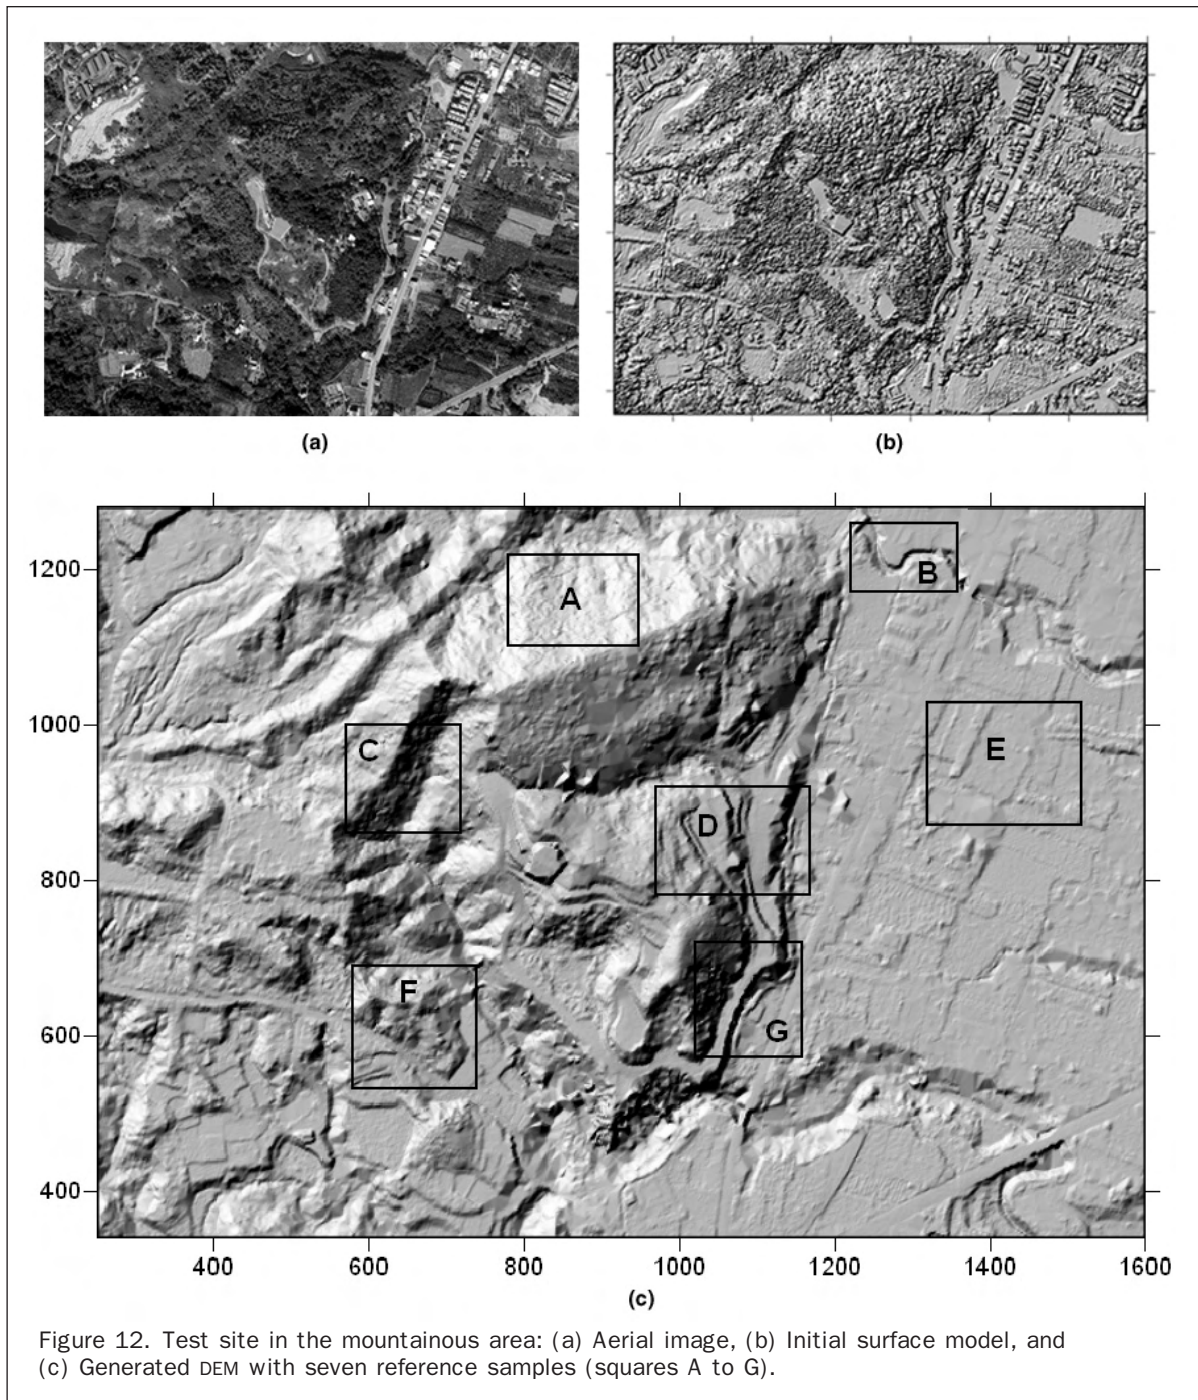 (a)
(b)
1200
1000
800
600
400
A
B
C
D
E
F
G
400
600
800
1000
1200
1400
1600
(c)
Figure 12. Test site in the mountainous area: (a) Aerial image, (b) Initial surface model, and
(c) Generated DEM with seven reference samples (squares A to G).